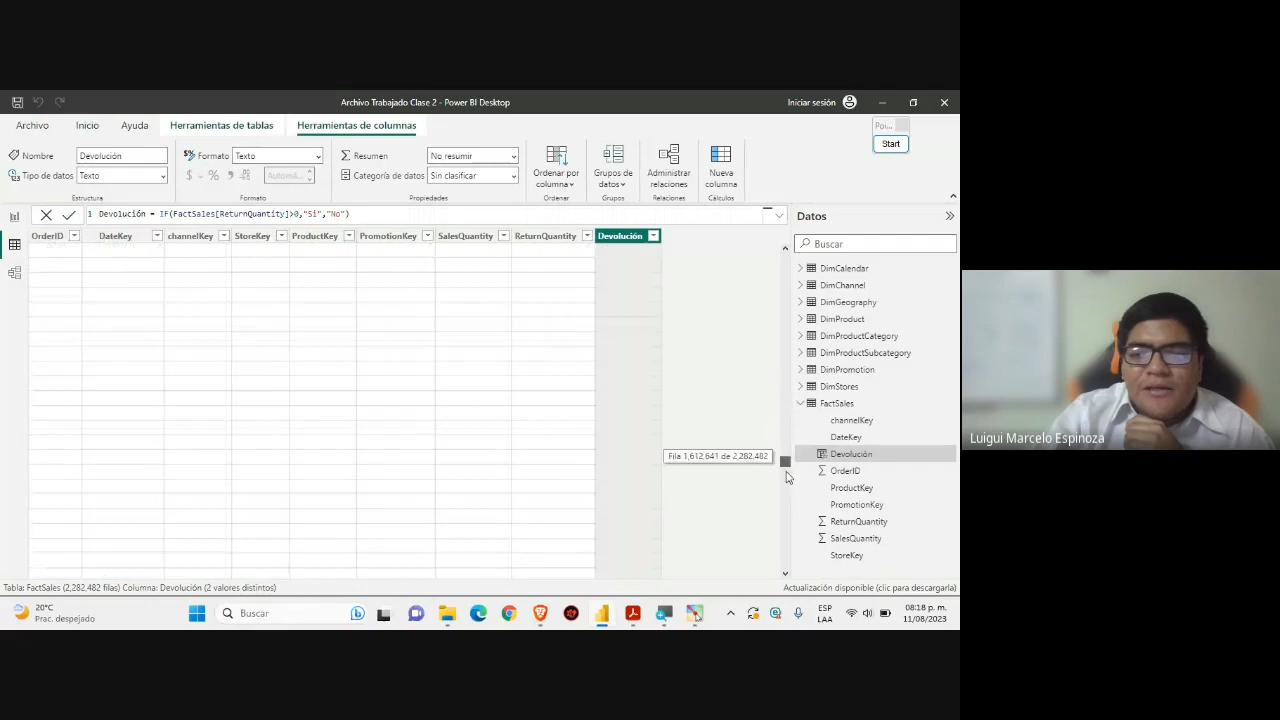 Archivo Trabajado Clase 2 - Power BI Desktop
Iniciar sesión
Archivo Inicio Ayuda Herramientas de tablas Herramientas de columnas
Start
Nombre Devolución
Tipo de datos Texto
Estructura
Formato Texto
$ % 9
Formato
Resumen No resumir
Categoría de datos Sin clasificar
Propiedades
Ordenar por columna
Ordenar
Grupos de datos
Grupos
Administrar relaciones
Relaciones
Nueva columna
Cálculos
1 Devolución = IF(FactSales[ReturnQuantity]>0,"Si","No")
OrderID DateKey channelKey StoreKey ProductKey PromotionKey SalesQuantity ReturnQuantity Devolución
Fila 1,612,641 de 2,282,482
Datos
Buscar
DimCalendar
DimChannel
DimGeography
DimProduct
DimProductCategory
DimProductSubcategory
DimPromotion
DimStores
FactSales
channelKey
DateKey
Devolución
OrderID
ProductKey
PromotionKey
ReturnQuantity
SalesQuantity
StoreKey
Tabla: FactSales (2,282,482 filas) Columna: Devolución (2 valores distintos)
Actualización disponible (clic para descargarla)
20°C
Prac. despejado
Buscar
ESP
LAA
08:18 p. m.
11/08/2023
Luigui Marcelo Espinoza